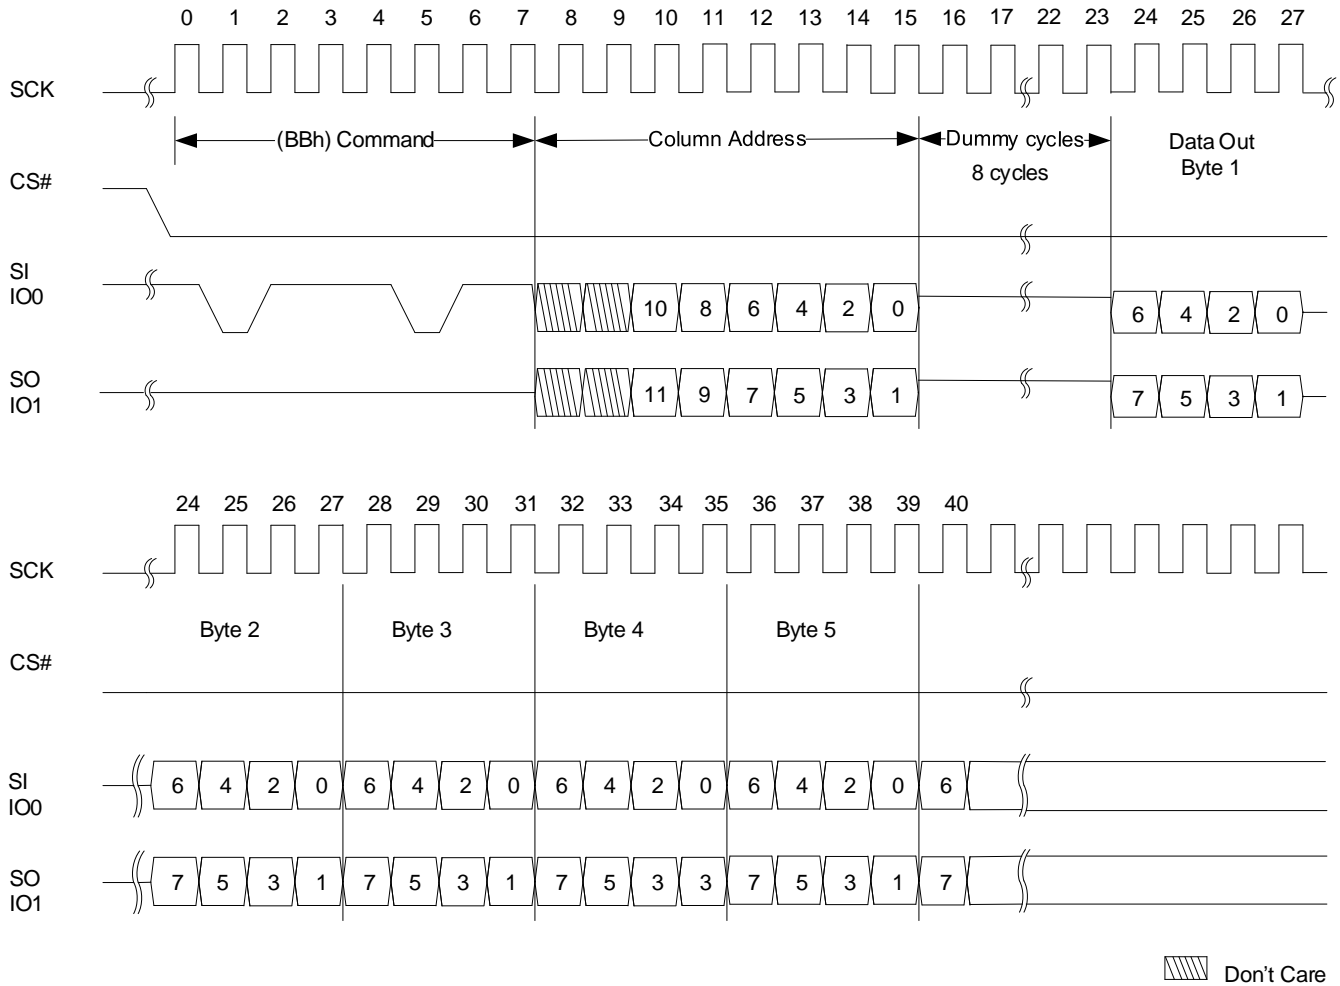 0 1 2 3 4 5 6 7 8 9 10 11 12 13 14 15 16 17 22 23 24 25 26 27
SCK
(BBh) Command Column Address Dummy cycles Data Out
8 cycles Byte 1
CS#
SI
IO0
10 8 6 4 2 0 6 4 2 0
SO
IO1
11 9 7 5 3 1 7 5 3 1
24 25 26 27 28 29 30 31 32 33 34 35 36 37 38 39 40
SCK
Byte 2 Byte 3 Byte 4 Byte 5
CS#
SI
IO0
6 4 2 0 6 4 2 0 6 4 2 0 6 4 2 0 6
SO
IO1
7 5 3 1 7 5 3 1 7 5 3 3 7 5 3 1 7
Don't Care